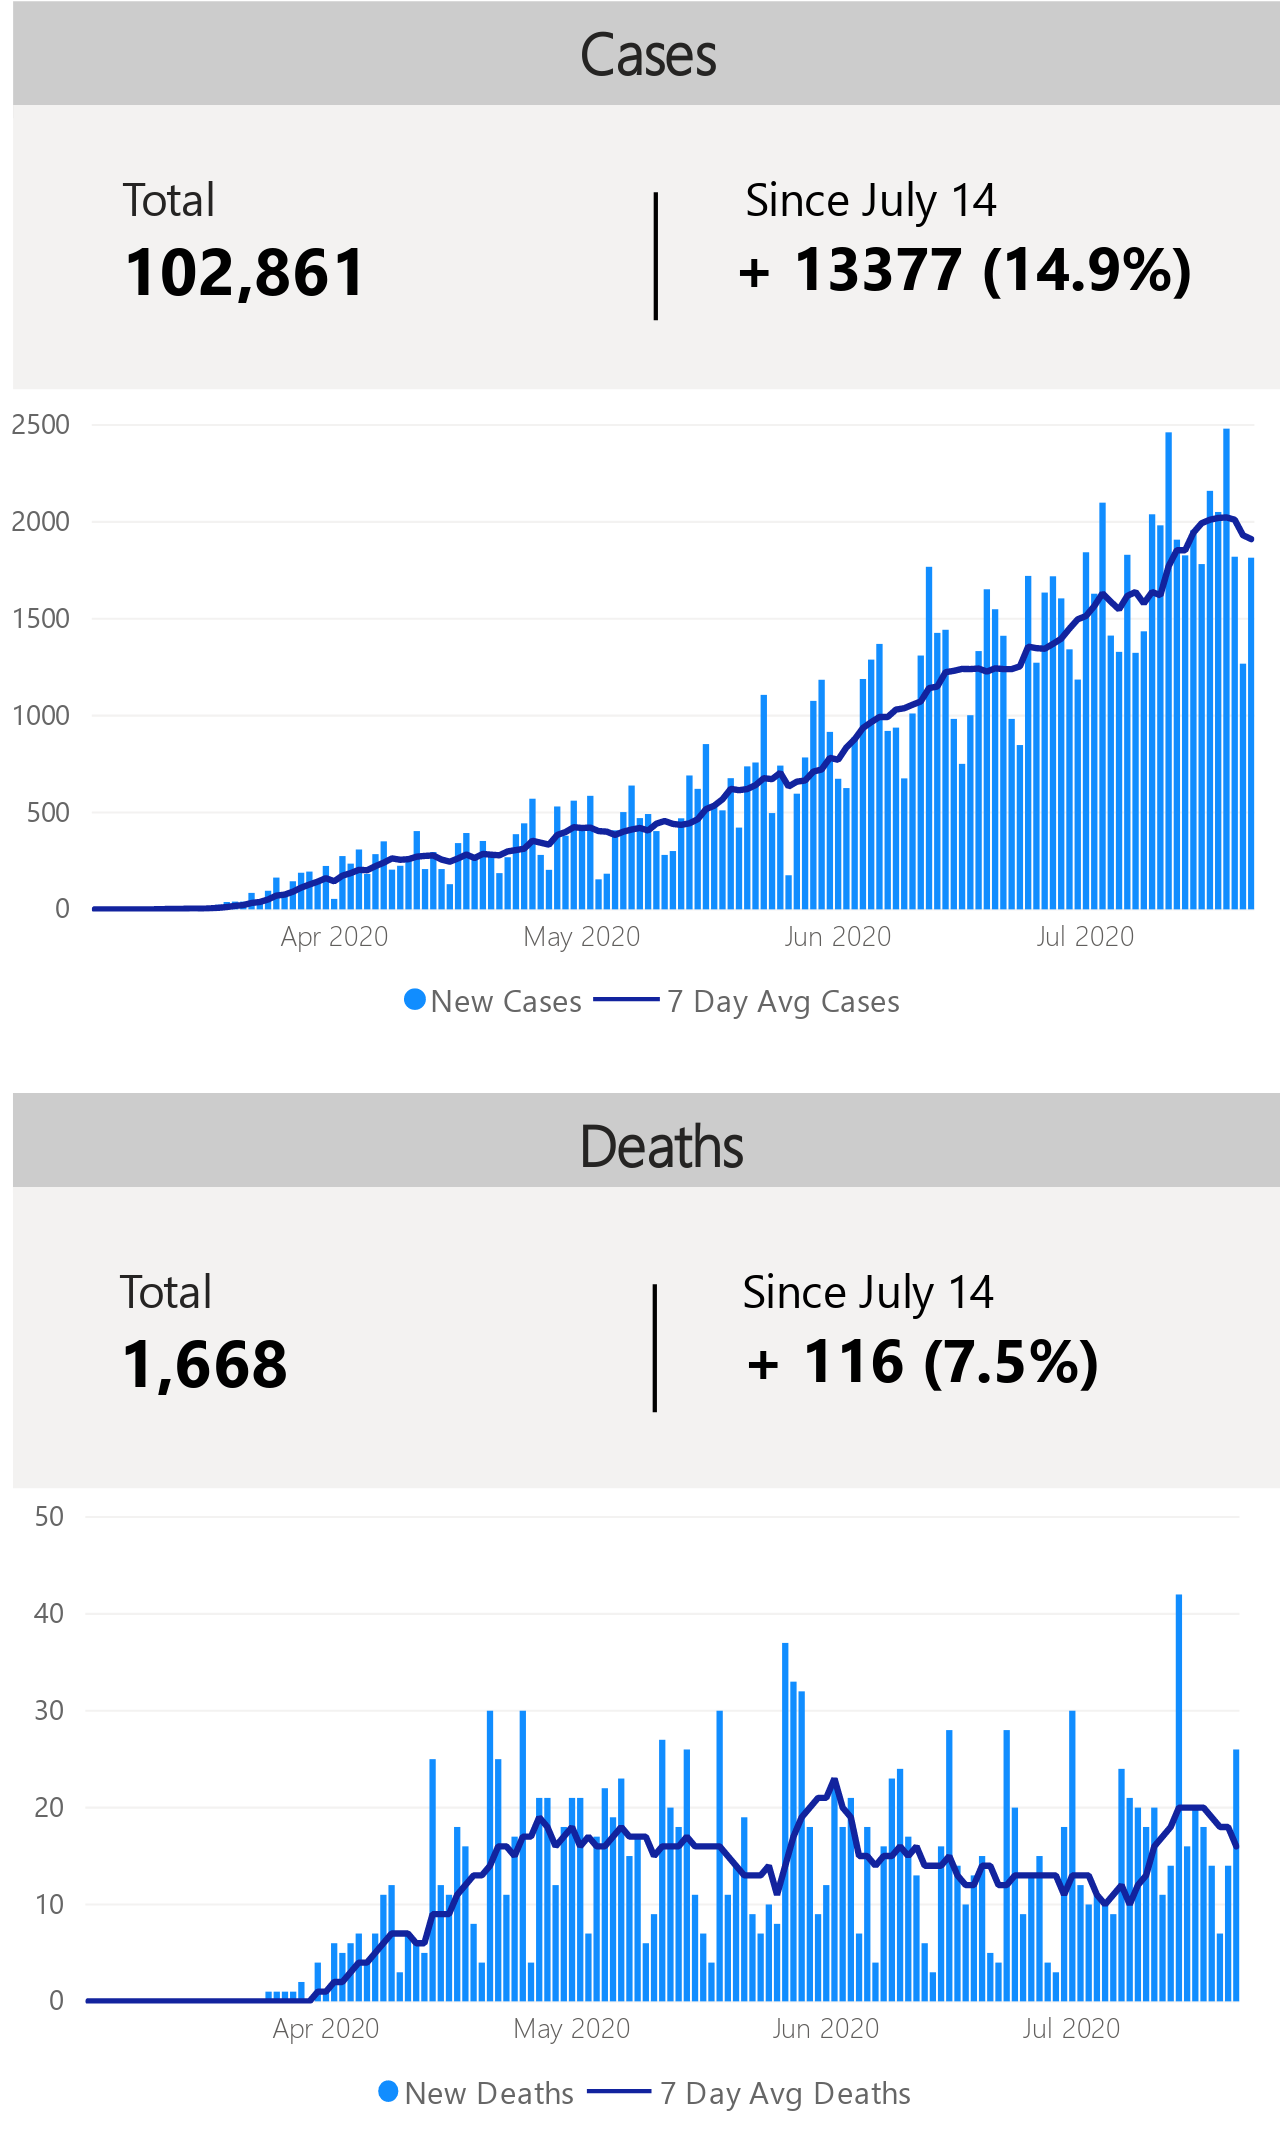 Cases
Total
Since July 14
102,861
+ 13377 (14.9%)
2500
2000
1500
1000
500
0
Apr 2020
May 2020
Jun 2020
Jul 2020
New Cases
7 Day Avg Cases
Deaths
Total
Since July 14
1,668
+ 116 (7.5%)
50
40
30
20
10
0
Apr 2020
May 2020
Jun 2020
Jul 2020
New Deaths
7 Day Avg Deaths